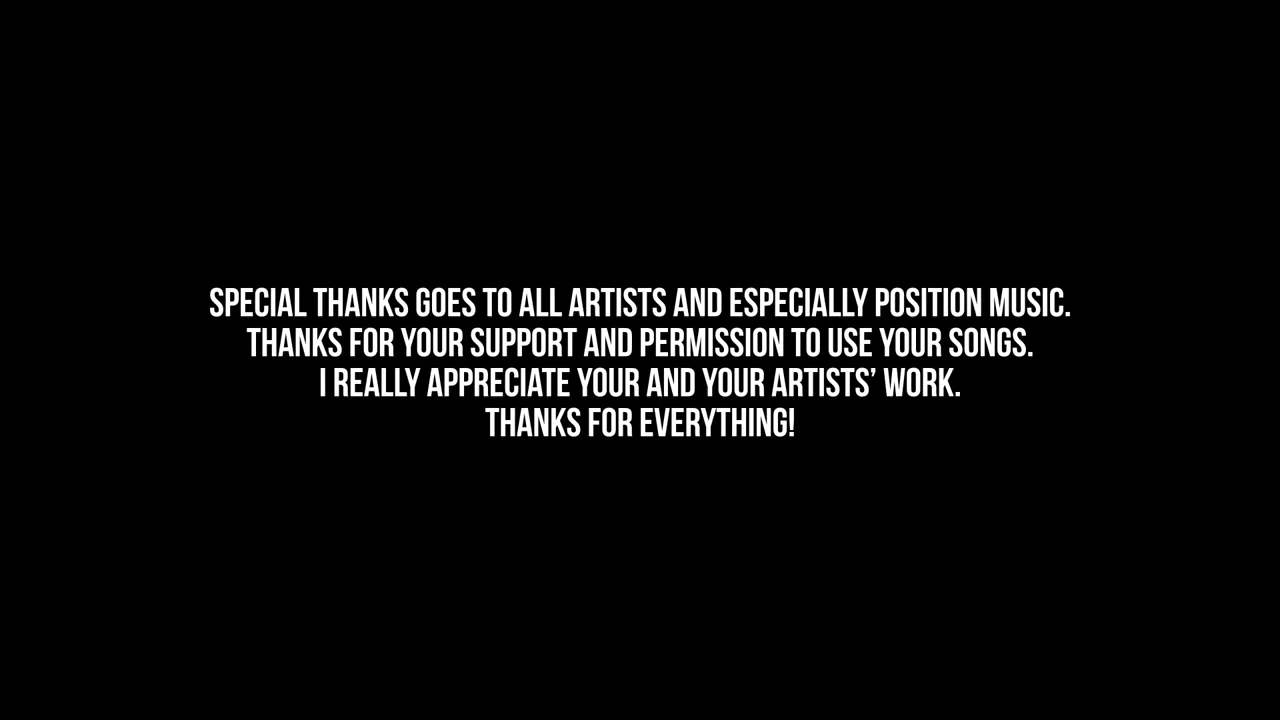 SPECIAL THANKS GOES TO ALL ARTISTS AND ESPECIALLY POSITION MUSIC.
THANKS FOR YOUR SUPPORT AND PERMISSION TO USE YOUR SONGS.
I REALLY APPRECIATE YOUR AND YOUR ARTISTS’ WORK.
THANKS FOR EVERYTHING!